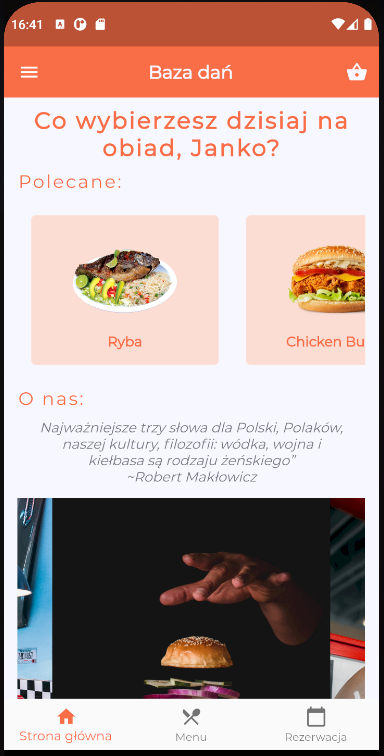 16:41
Baza dań
Co wybierzesz dzisiaj na
obiad, Janko?
Polecane:
Ryba
Chicken Bu
O nas:
Najważniejsze trzy słowa dla Polski, Polaków,
naszej kultury, filozofii: wódka, wojna i
kiełbasa są rodzaju żeńskiego”
~Robert Makłowicz
Strona główna
Menu
Rezerwacja